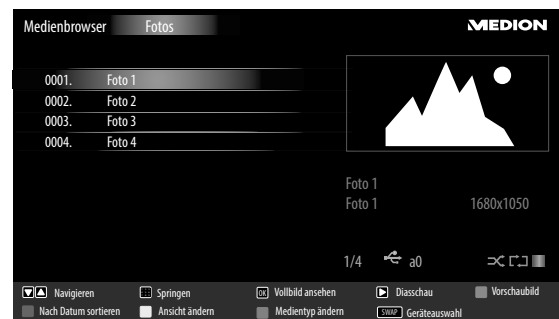 Medienbrowser Fotos MEDION
0001. Foto 1
0002. Foto 2
0003. Foto 3
0004. Foto 4
Foto 1
Foto 1 1680x1050
1/4 a0
Navigieren Springen OK Vollbild ansehen Diasschau Vorschaubild
Nach Datum sortieren Ansicht ändern Medientyp ändern SWAP Geräteauswahl